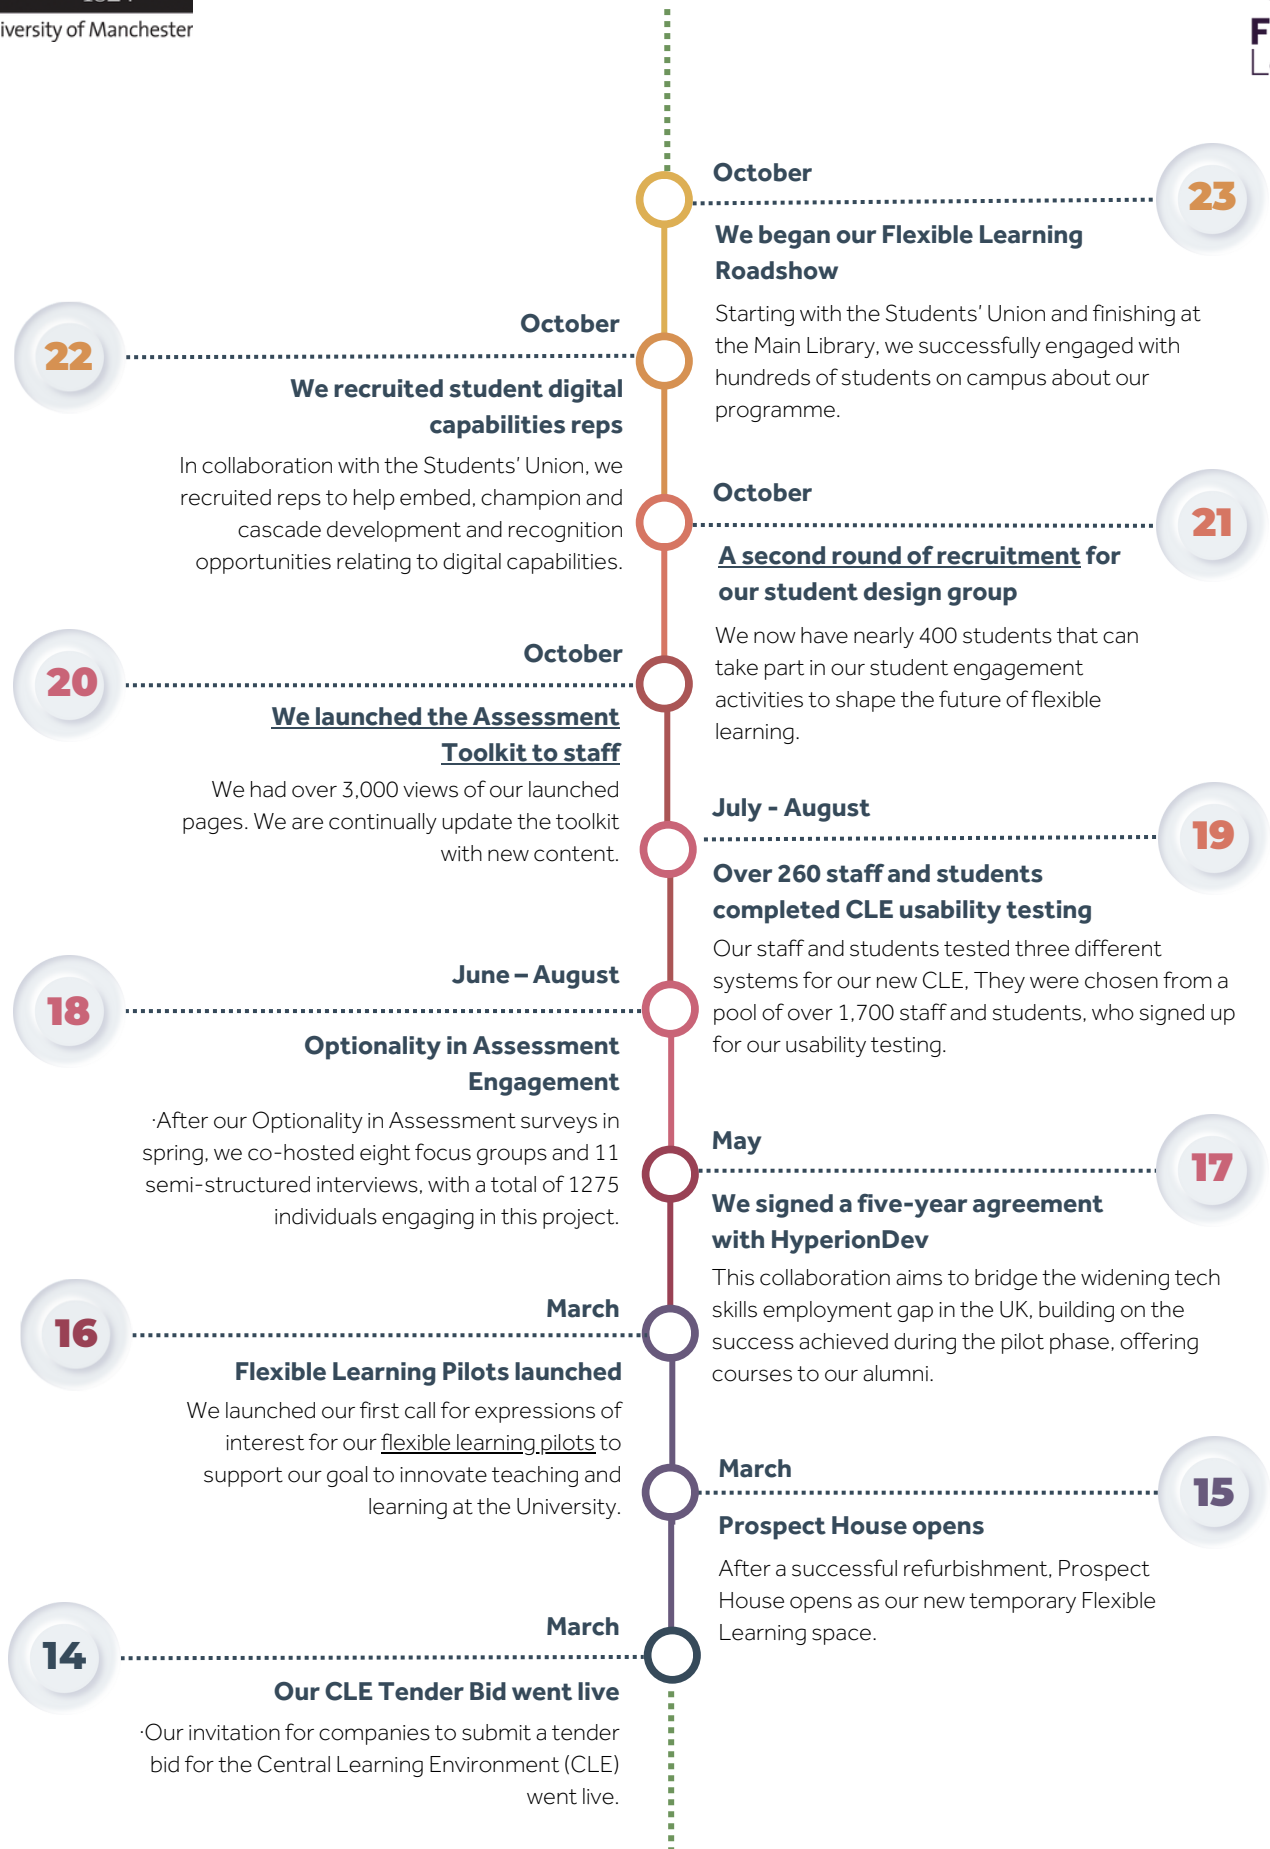 iversity of Manchester
October
23
We began our Flexible Learning
Roadshow
Starting with the Students' Union and finishing at
the Main Library, we successfully engaged with
hundreds of students on campus about our
programme.
October
22
We recruited student digital
capabilities reps
In collaboration with the Students' Union, we
recruited reps to help embed, champion and
cascade development and recognition
opportunities relating to digital capabilities.
October
21
A second round of recruitment for
our student design group
We now have nearly 400 students that can
take part in our student engagement
activities to shape the future of flexible
learning.
October
20
We launched the Assessment
Toolkit to staff
We had over 3,000 views of our launched
pages. We are continually update the toolkit
with new content.
July - August
19
Over 260 staff and students
completed CLE usability testing
Our staff and students tested three different
systems for our new CLE, They were chosen from a
pool of over 1,700 staff and students, who signed up
for our usability testing.
June – August
18
Optionality in Assessment
Engagement
·After our Optionality in Assessment surveys in
spring, we co-hosted eight focus groups and 11
semi-structured interviews, with a total of 1275
individuals engaging in this project.
May
17
We signed a five-year agreement
with HyperionDev
This collaboration aims to bridge the widening tech
skills employment gap in the UK, building on the
success achieved during the pilot phase, offering
courses to our alumni.
March
16
Flexible Learning Pilots launched
We launched our first call for expressions of
interest for our flexible learning pilots to
support our goal to innovate teaching and
learning at the University.
March
15
Prospect House opens
After a successful refurbishment, Prospect
House opens as our new temporary Flexible
Learning space.
March
14
Our CLE Tender Bid went live
·Our invitation for companies to submit a tender
bid for the Central Learning Environment (CLE)
went live.